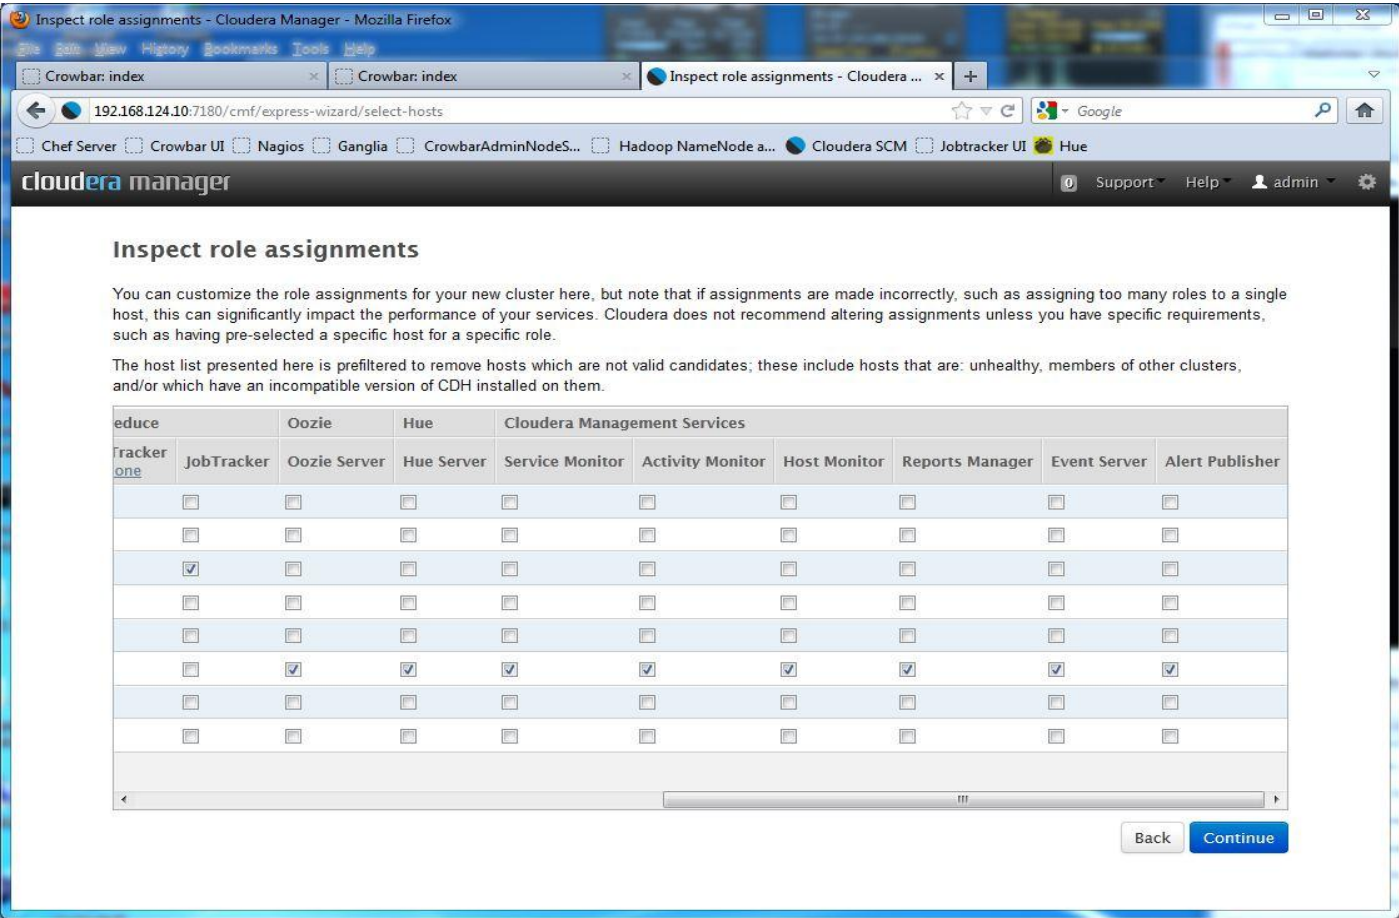 Inspect role assignments - Cloudera Manager - Mozilla Firefox
File Edit View History Bookmarks Tools Help
Crowbar: index × Crowbar: index × Inspect role assignments - Cloudera ... × +
192.168.124.10:7180/cmf/express-wizard/select-hosts Google
Chef Server Crowbar UI Nagios Ganglia CrowbarAdminNodeS... Hadoop NameNode a... Cloudera SCM Jobtracker UI Hue
cloudera manager 0 Support Help admin
Inspect role assignments
You can customize the role assignments for your new cluster here, but note that if assignments are made incorrectly, such as assigning too many roles to a single
host, this can significantly impact the performance of your services. Cloudera does not recommend altering assignments unless you have specific requirements,
such as having pre-selected a specific host for a specific role.
The host list presented here is prefiltered to remove hosts which are not valid candidates; these include hosts that are: unhealthy, members of other clusters,
and/or which have an incompatible version of CDH installed on them.
educe Oozie Hue Cloudera Management Services
Tracker JobTracker Oozie Server Hue Server Service Monitor Activity Monitor Host Monitor Reports Manager Event Server Alert Publisher
one
Back Continue